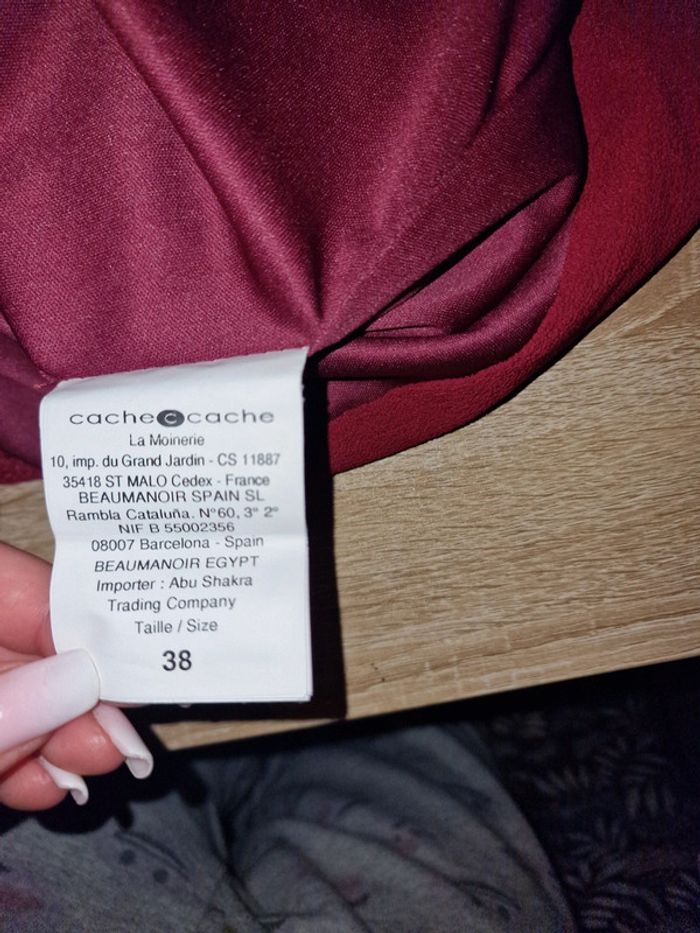 cache c cache
La Moinerie
10, imp. du Grand Jardin - CS 11887
35418 ST MALO Cedex - France
BEAUMANOIR SPAIN SL
Rambla Cataluña. N°60, 3° 2°
NIF B 55002356
08007 Barcelona - Spain
BEAUMANOIR EGYPT
Importer : Abu Shakra
Trading Company
Taille / Size
38